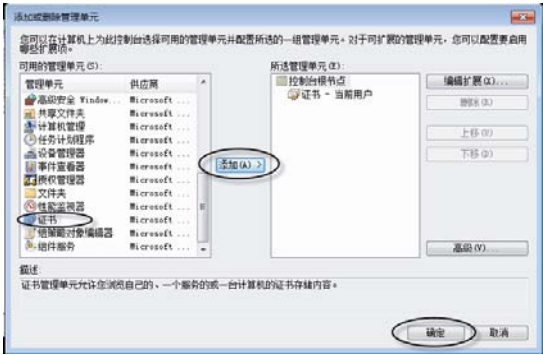 添加或删除管理单元
您可以在计算机上为此控制台选择可用的管理单元并配置所选的一组管理单元。对于可扩展的管理单元，您可以配置要启用
哪些扩展项。
可用的管理单元(S):
所选管理单元(E):
管理单元 供应商
高级安全 Window... Microsoft ...
共享文件夹 Microsoft ...
计算机管理 Microsoft ...
任务计划程序 Microsoft ...
设备管理器 Microsoft ...
事件查看器 Microsoft ...
授权管理器 Microsoft ...
文件夹 Microsoft ...
性能监视器 Microsoft ...
证书 Microsoft ...
组策略对象编辑器 Microsoft ...
组件服务 Microsoft ...
添加(A) >
控制台根节点
证书 - 当前用户
编辑扩展(X)...
删除(R)
上移(U)
下移(D)
高级(V)...
描述
证书管理单元允许您浏览自己的、一个服务的或一台计算机的证书存储内容。
确定
取消